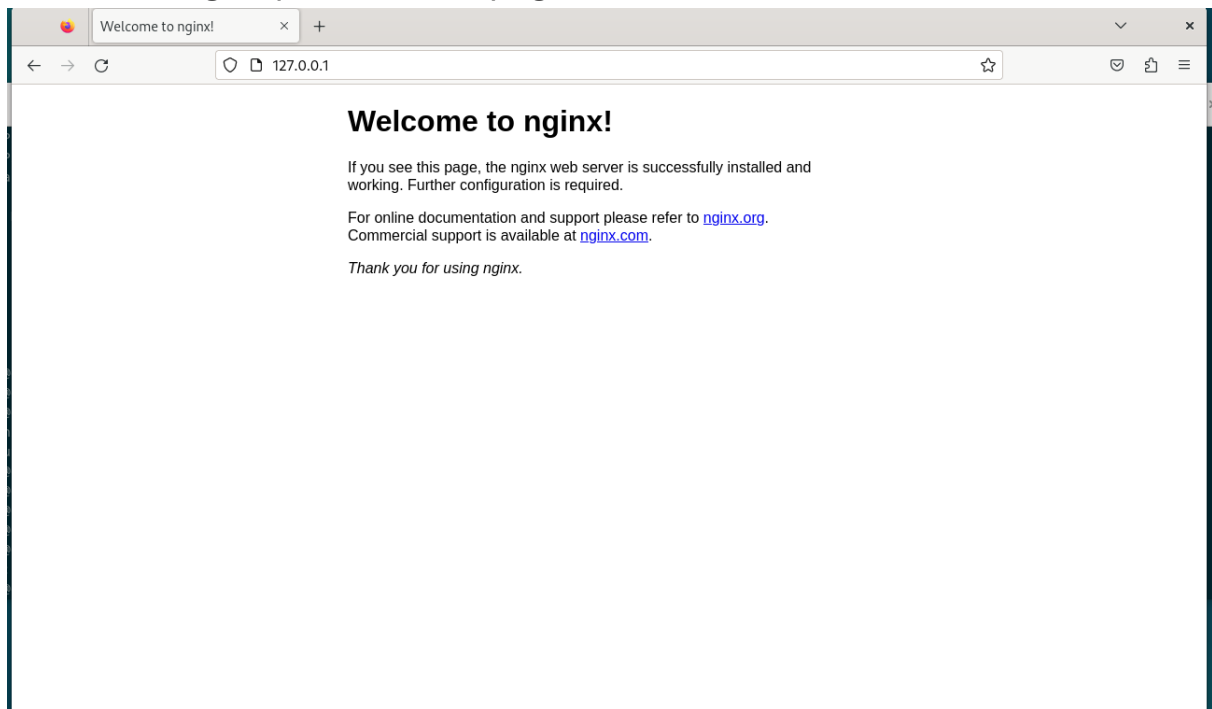 Welcome to nginx!
127.0.0.1
Welcome to nginx!
If you see this page, the nginx web server is successfully installed and
working. Further configuration is required.
For online documentation and support please refer to nginx.org.
Commercial support is available at nginx.com.
Thank you for using nginx.